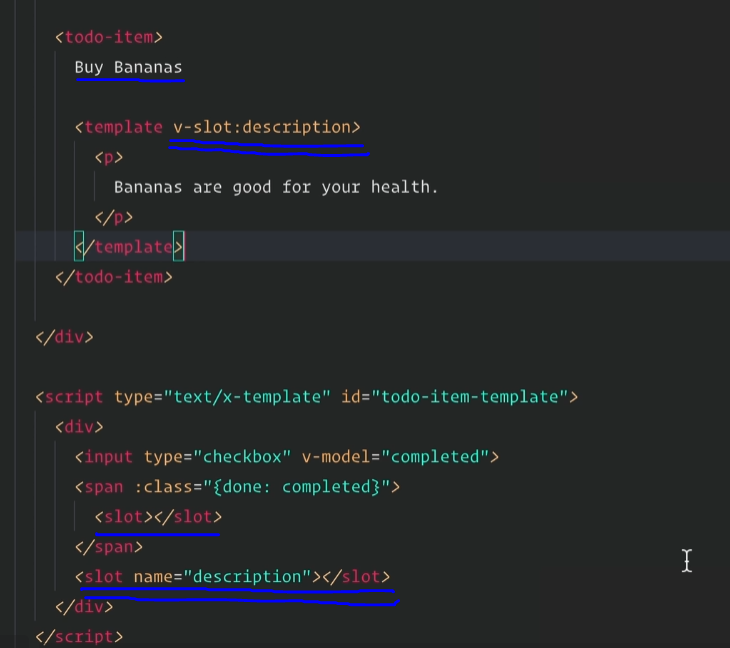 <todo-item>
Buy Bananas
<template v-slot:description>
<p>
Bananas are good for your health.
</p>
</template>
</todo-item>
</div>
<script type="text/x-template" id="todo-item-template">
<div>
<input type="checkbox" v-model="completed">
<span :class="{done: completed}">
<slot></slot>
</span>
<slot name="description"></slot>
</div>
</script>